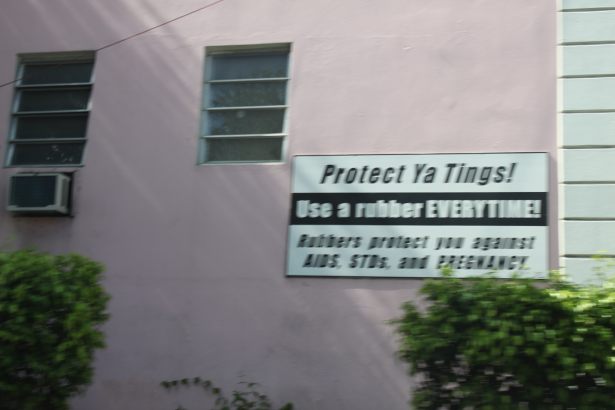 Protect Ya Tings!
Use a rubber EVERYTIME!
Rubbers protect you against
AIDS, STDs, and PREGNANCY